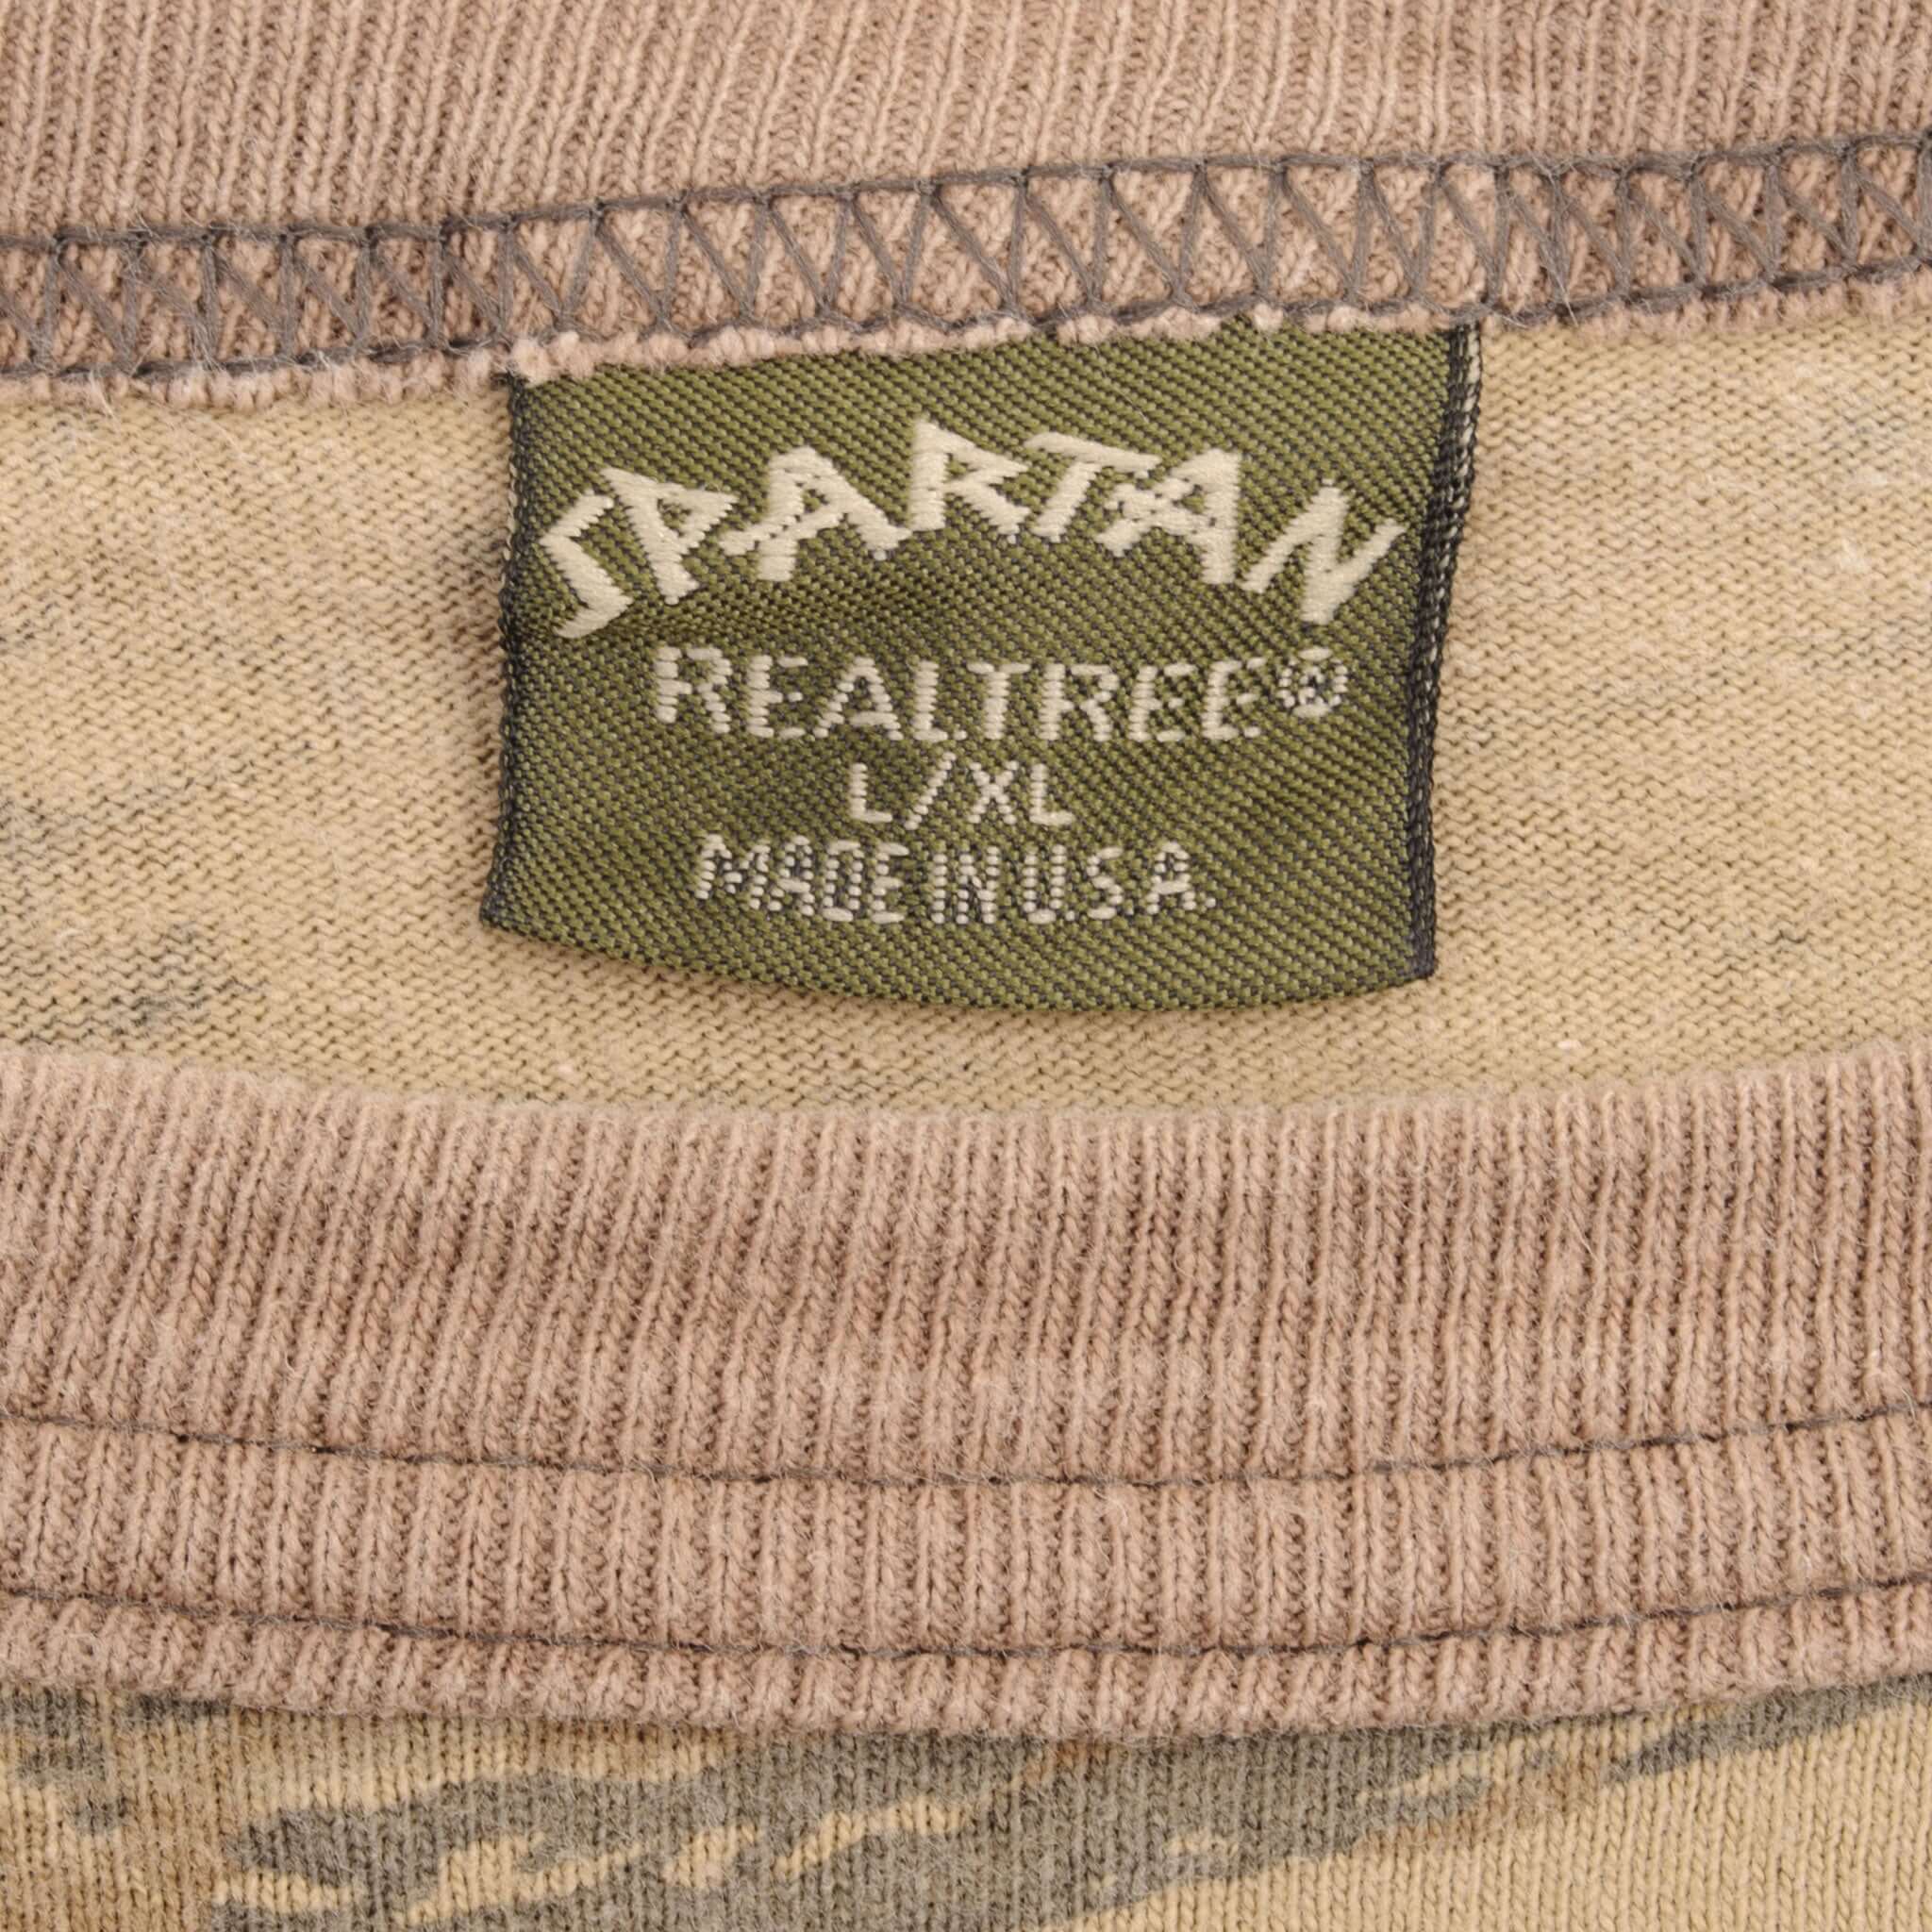 SPARTAN
REALTREE®
L/XL
MADE IN U.S.A.